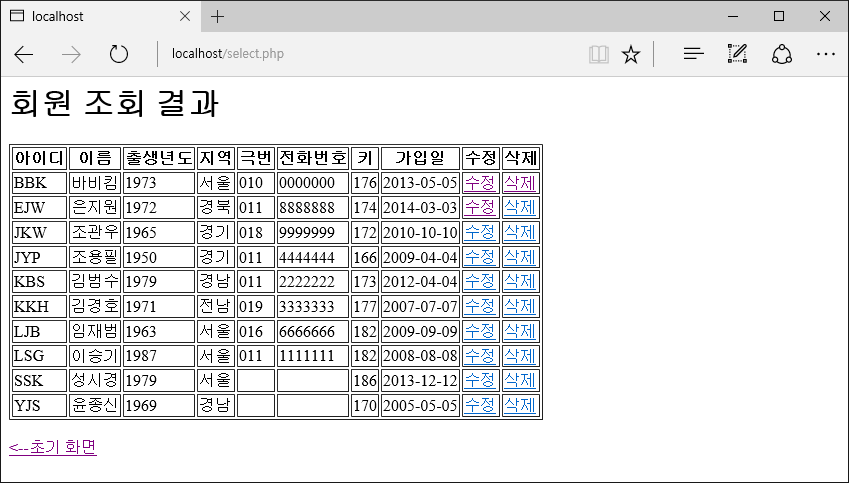 localhost
localhost/select.php
회원 조회 결과
아이디 이름 출생년도 지역 국번 전화번호 키 가입일 수정 삭제
BBK 바비킴 1973 서울 010 0000000 176 2013-05-05 수정 삭제
EJW 은지원 1972 경북 011 8888888 174 2014-03-03 수정 삭제
JKW 조관우 1965 경기 018 9999999 172 2010-10-10 수정 삭제
JYP 조용필 1950 경기 011 4444444 166 2009-04-04 수정 삭제
KBS 김범수 1979 경남 011 2222222 173 2012-04-04 수정 삭제
KKH 김경호 1971 전남 019 3333333 177 2007-07-07 수정 삭제
LJB 임재범 1963 서울 016 6666666 182 2009-09-09 수정 삭제
LSG 이승기 1987 서울 011 1111111 182 2008-08-08 수정 삭제
SSK 성시경 1979 서울 186 2013-12-12 수정 삭제
YJS 윤종신 1969 경남 170 2005-05-05 수정 삭제
<--초기 화면